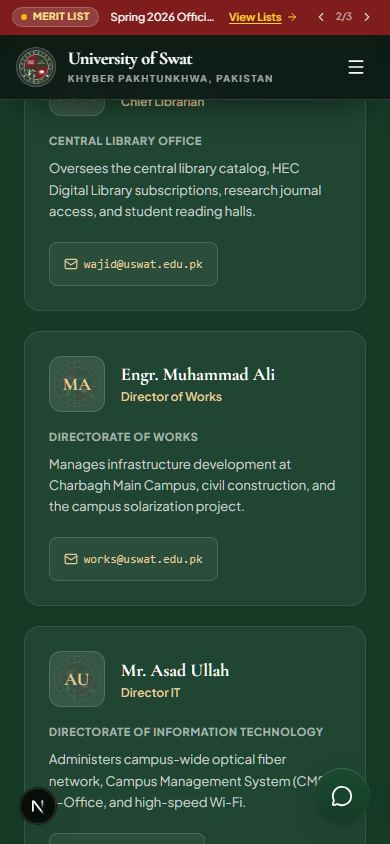 MERIT LIST Spring 2026 Offici... View Lists → 2/3
University of Swat
KHYBER PAKHTUNKHWA, PAKISTAN
Chief Librarian
CENTRAL LIBRARY OFFICE
Oversees the central library catalog, HEC
Digital Library subscriptions, research journal
access, and student reading halls.
wajid@uswat.edu.pk
MA
Engr. Muhammad Ali
Director of Works
DIRECTORATE OF WORKS
Manages infrastructure development at
Charbagh Main Campus, civil construction, and
the campus solarization project.
works@uswat.edu.pk
AU
Mr. Asad Ullah
Director IT
DIRECTORATE OF INFORMATION TECHNOLOGY
Administers campus-wide optical fiber
network, Campus Management System (CMS
-Office, and high-speed Wi-Fi.
N